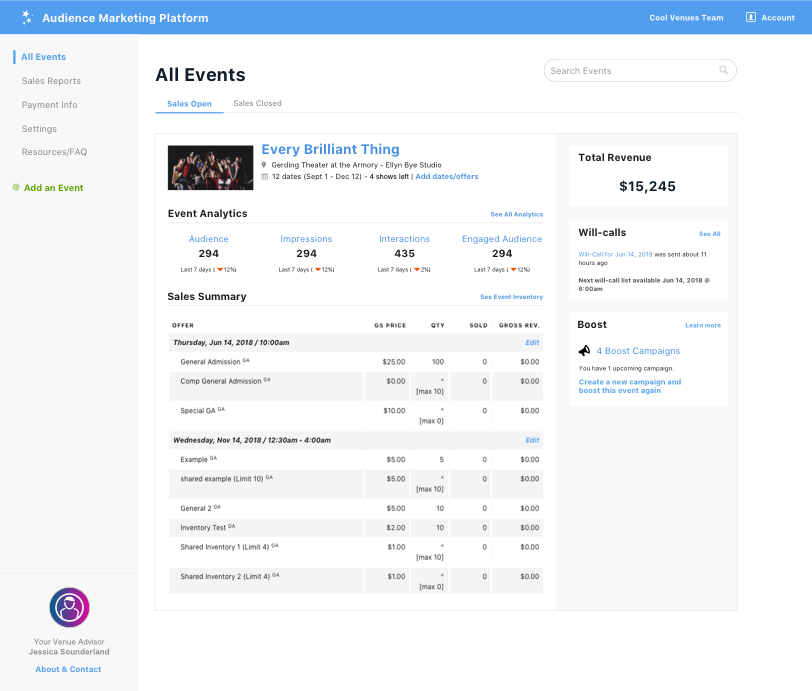 Audience Marketing Platform
Cool Venues Team
Account
All Events
Sales Reports
Payment Info
Settings
Resources/FAQ
Add an Event
All Events
Search Events
Sales Open
Sales Closed
Every Brilliant Thing
Gerding Theater at the Armory - Ellyn Bye Studio
12 dates (Sept 1 - Dec 12) - 4 shows left | Add dates/offers
Event Analytics
See All Analytics
Audience Impressions Interactions Engaged Audience
294 294 435 294
Last 7 days (▼12%) Last 7 days (▼12%) Last 7 days (▼2%) Last 7 days (▼12%)
Sales Summary
See Event Inventory
OFFER GS PRICE QTY SOLD GROSS REV.
Thursday, Jun 14, 2018 / 10:00am Edit
General Admission GA $25.00 100 0 $0.00
Comp General Admission GA $0.00 ^ 0 $0.00
[max 10]
Special GA GA $10.00 ^ 0 $0.00
[max 0]
Wednesday, Nov 14, 2018 / 12:30am - 4:00am Edit
Example GA $5.00 5 0 $0.00
shared example (Limit 10) GA $5.00 ^ 0 $0.00
[max 10]
General 2 GA $5.00 10 0 $0.00
Inventory Test GA $2.00 10 0 $0.00
Shared Inventory 1 (Limit 4) GA $1.00 ^ 0 $0.00
[max 10]
Shared Inventory 2 (Limit 4) GA $1.00 ^ 0 $0.00
[max 0]
Total Revenue
$15,245
Will-calls
See All
Will-Call for Jun 14, 2018 was sent about 11
hours ago
Next will-call list available Jun 14, 2018 @
6:00am
Boost
Learn more
4 Boost Campaigns
You have 1 upcoming campaign.
Create a new campaign and
boost this event again
Your Venue Advisor
Jessica Sounderland
About & Contact